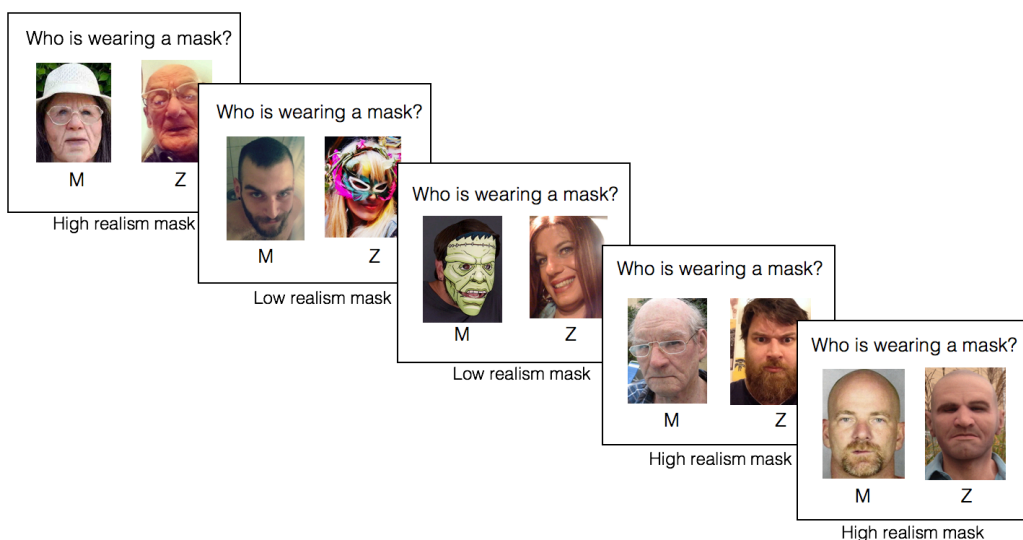 Who is wearing a mask?
M Z
High realism mask
Who is wearing a mask?
M Z
Low realism mask
Who is wearing a mask?
M Z
Low realism mask
Who is wearing a mask?
M Z
High realism mask
Who is wearing a mask?
M Z
High realism mask